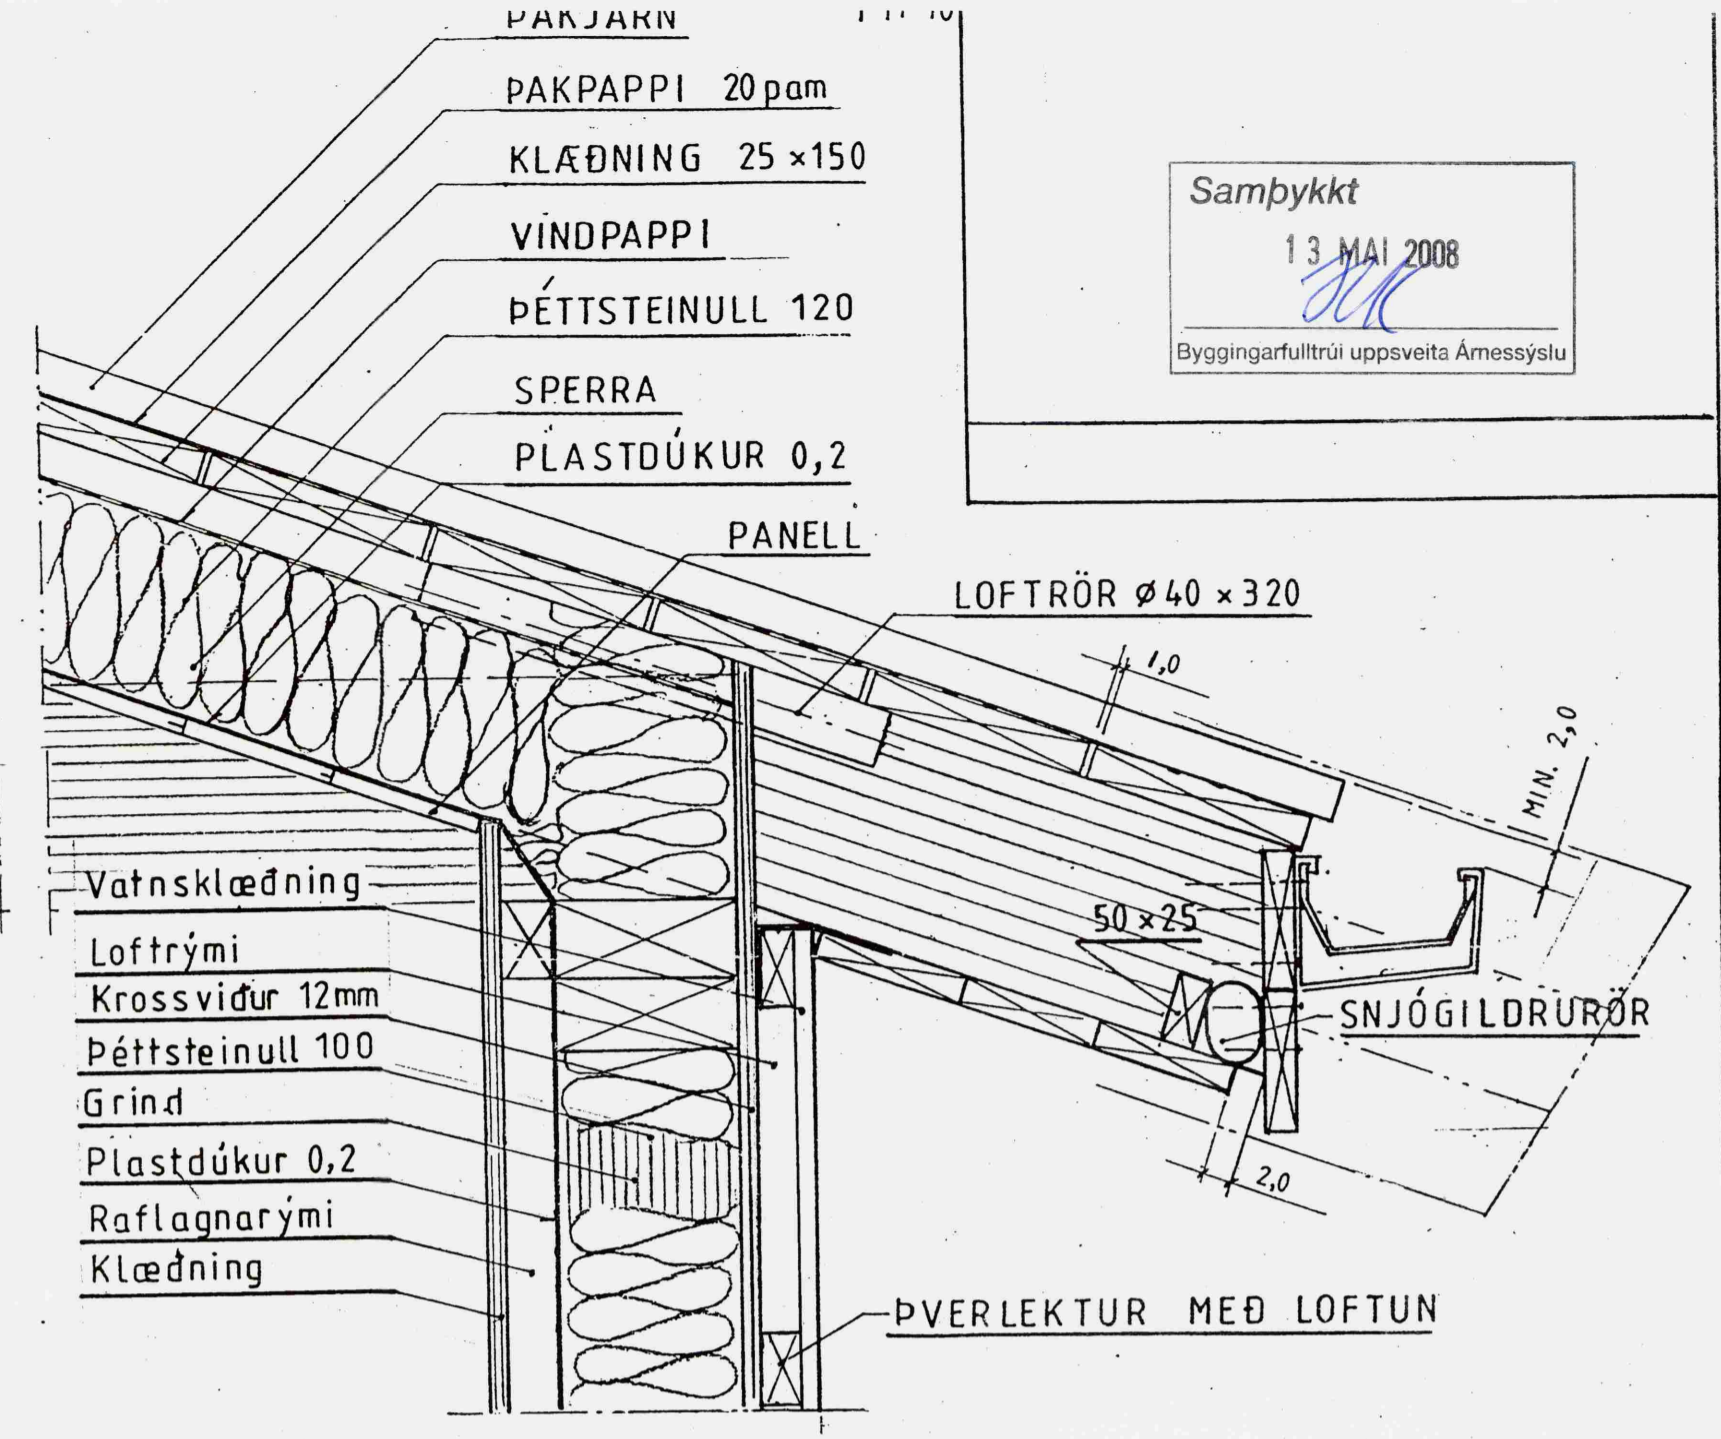 ÞAKJÁRN
ÞAKPAPPI 20 pam
KLÆÐNING 25 × 150
VINDPAPPI
ÞÉTTSTEINULL 120
SPERRA
PLASTDÚKUR 0,2
PANELL
LOFTRÖR Ø 40 × 320
Samþykkt
13 MAI 2008
Byggingarfulltrúi uppsveita Árnessýslu
1,0
MIN. 2,0
50 × 25
SNJÓGILDRURÖR
2,0
Vatnsklæðning
Loftrými
Krossviður 12mm
Þéttsteinull 100
Grind
Plastdúkur 0,2
Raflagnarými
Klæðning
ÞVERLEKTUR MEÐ LOFTUN